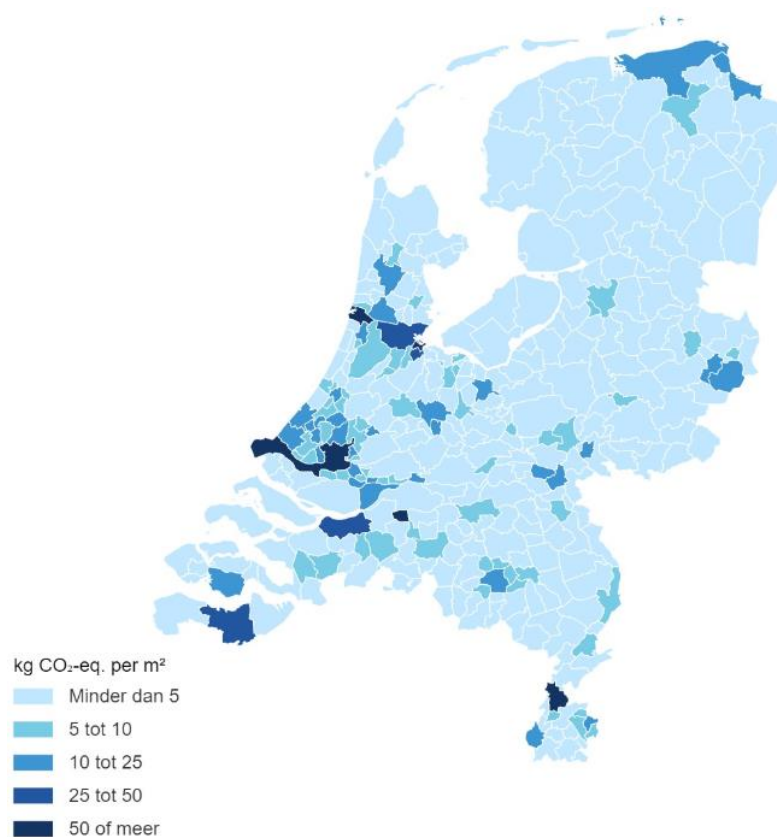 kg CO₂-eq. per m²
Minder dan 5
5 tot 10
10 tot 25
25 tot 50
50 of meer